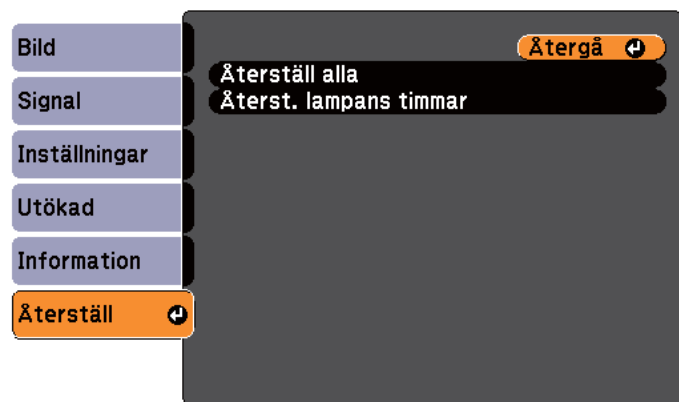 Bild
Signal
Inställningar
Utökad
Information
Återställ
Återgå
Återställ alla
Återst. lampans timmar